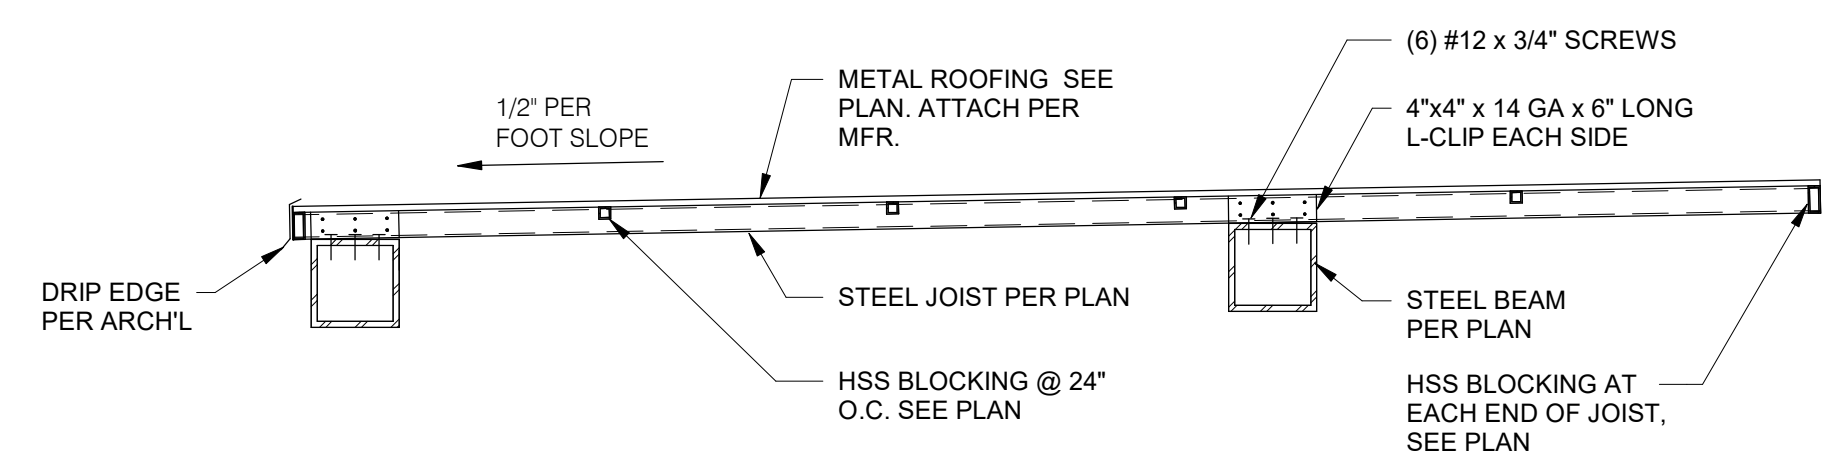 (6) #12 x 3/4" SCREWS
METAL ROOFING  SEE
PLAN. ATTACH PER
MFR.
1/2" PER
FOOT SLOPE
4"x4" x 14 GA x 6" LONG
L-CLIP EACH SIDE
DRIP EDGE
PER ARCH'L
STEEL JOIST PER PLAN
STEEL BEAM
PER PLAN
HSS BLOCKING @ 24"
O.C. SEE PLAN
HSS BLOCKING AT
EACH END OF JOIST,
SEE PLAN